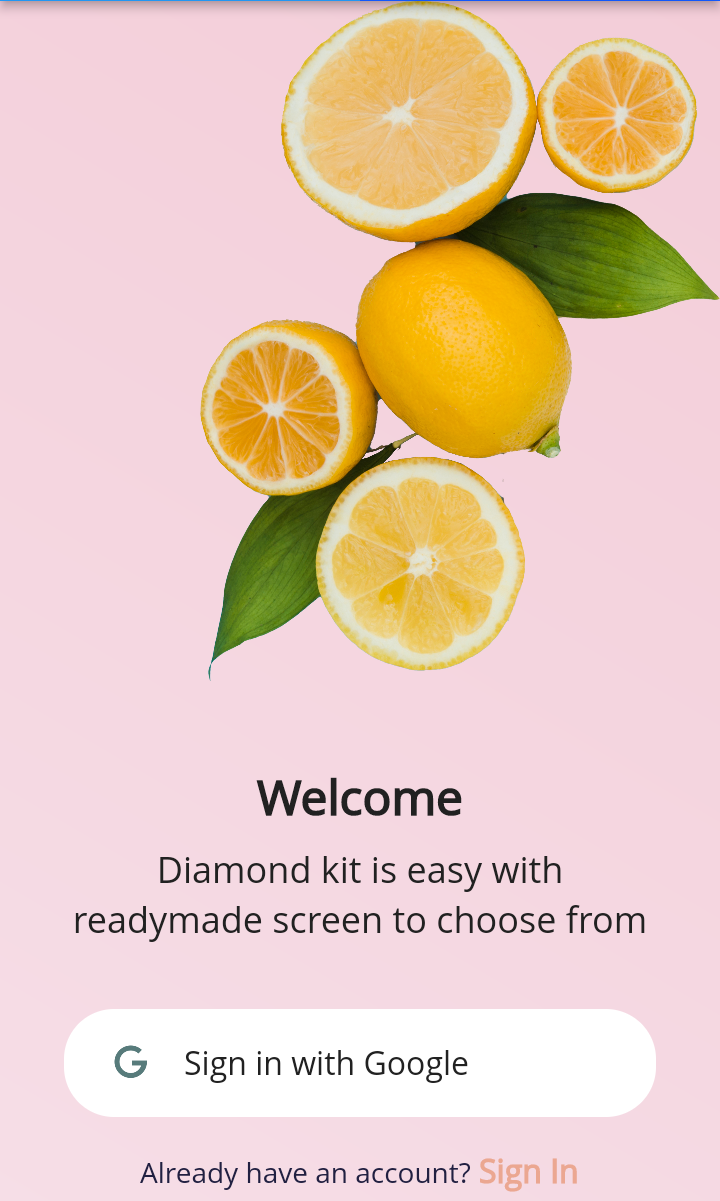 Welcome
Diamond kit is easy with
readymade screen to choose from
Sign in with Google
Already have an account? Sign In